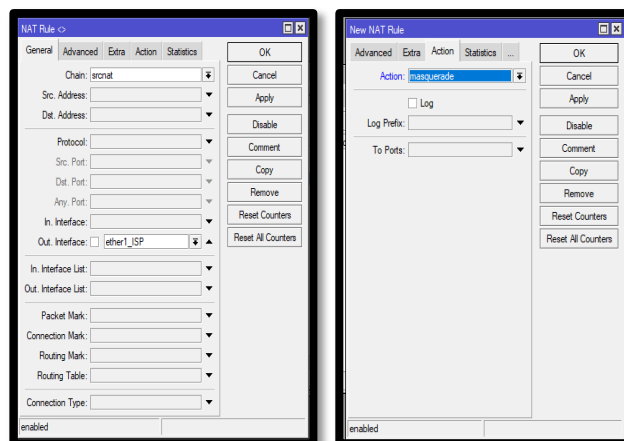 NAT Rule <>
General Advanced Extra Action Statistics
Chain: srcnat
Src. Address:
Dst. Address:
Protocol:
Src. Port:
Dst. Port:
Any. Port:
In. Interface:
Out. Interface: ether1_ISP
In. Interface List:
Out. Interface List:
Packet Mark:
Connection Mark:
Routing Mark:
Routing Table:
Connection Type:
OK
Cancel
Apply
Disable
Comment
Copy
Remove
Reset Counters
Reset All Counters
enabled
New NAT Rule
Advanced Extra Action Statistics ...
Action: masquerade
Log
Log Prefix:
To Ports:
OK
Cancel
Apply
Disable
Comment
Copy
Remove
Reset Counters
Reset All Counters
enabled